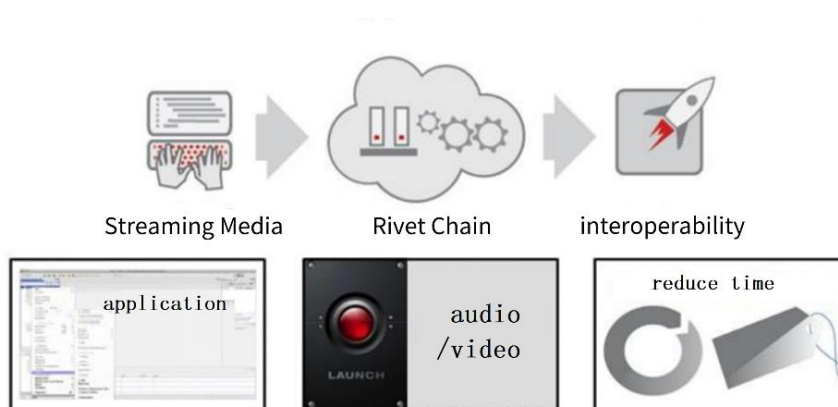 Streaming Media
Rivet Chain
interoperability
application
audio
/video
LAUNCH
reduce time